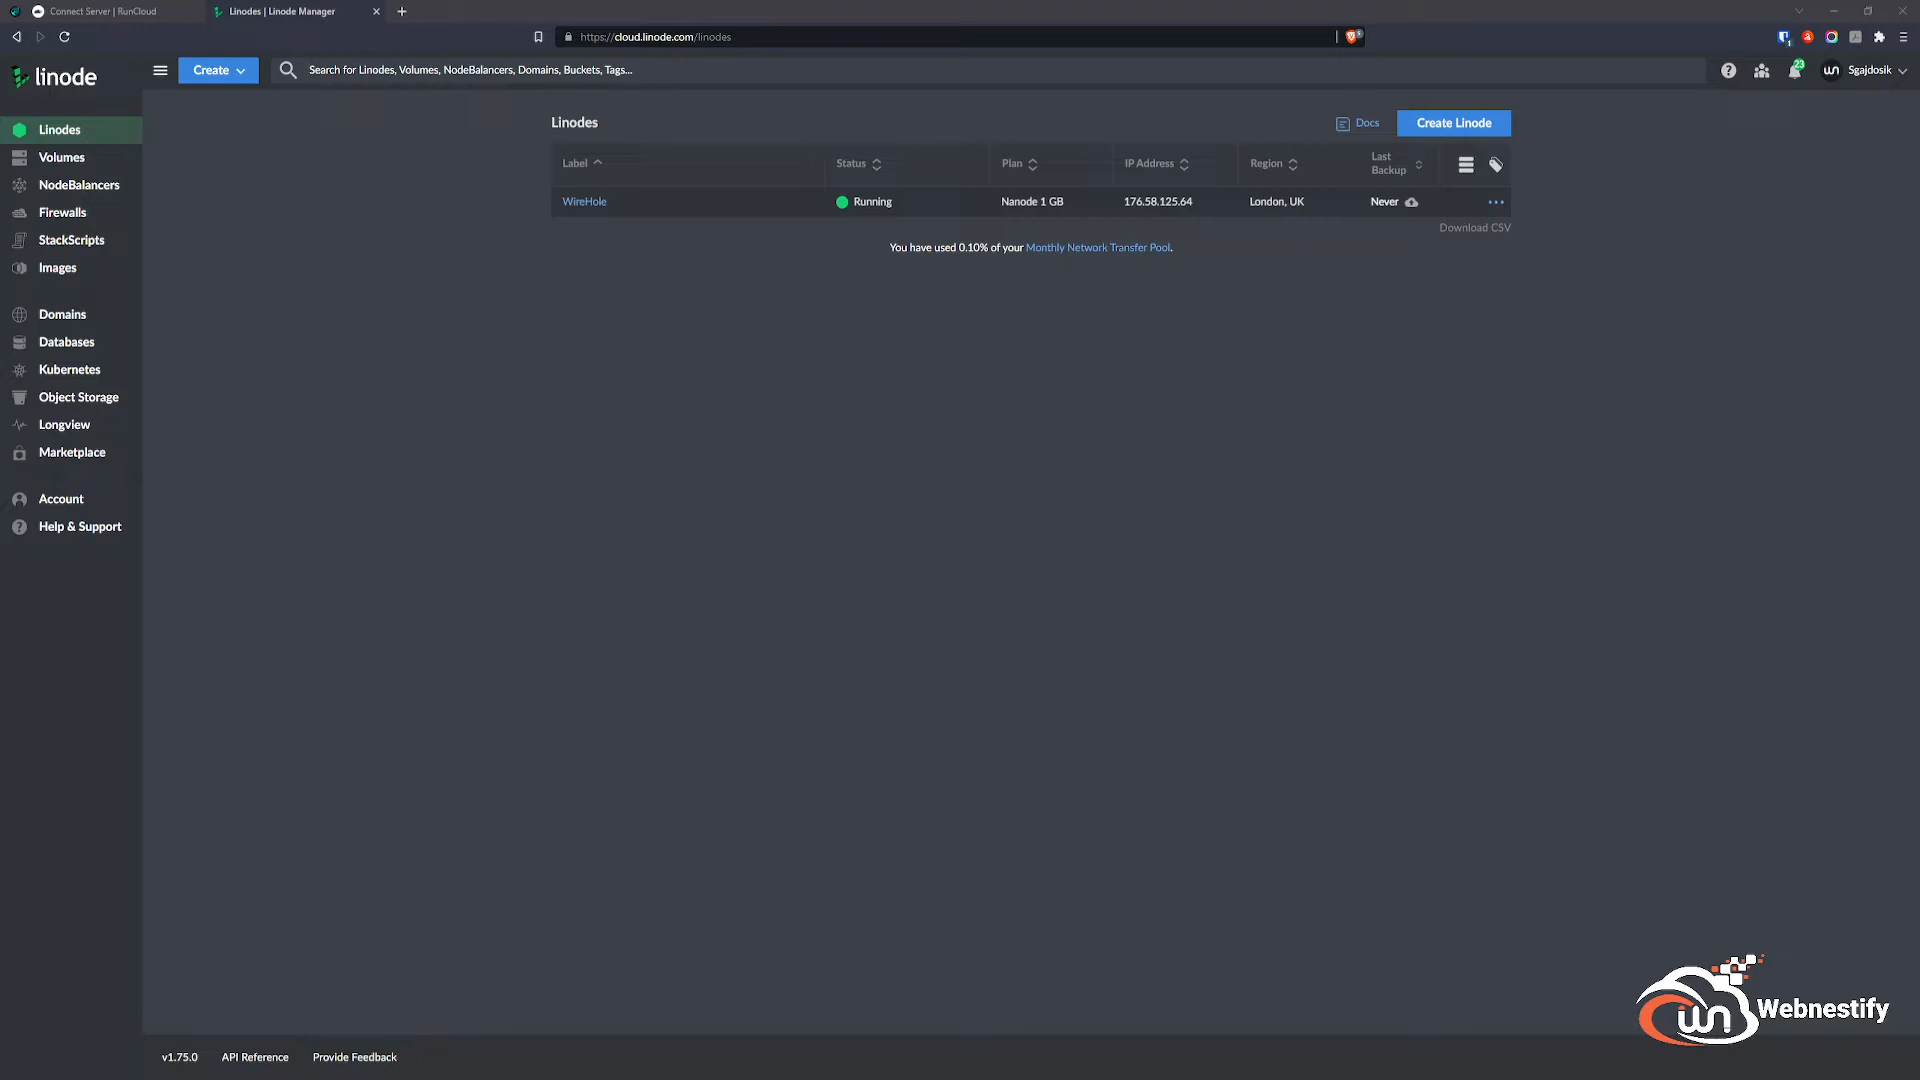 Connect Server | RunCloud
Linodes | Linode Manager
https://cloud.linode.com/linodes
5
1
linode
Create
Search for Linodes, Volumes, NodeBalancers, Domains, Buckets, Tags...
23
Sgajdosik
Linodes
Volumes
NodeBalancers
Firewalls
StackScripts
Images
Domains
Databases
Kubernetes
Object Storage
Longview
Marketplace
Account
Help & Support
Linodes
Docs
Create Linode
Label
Status
Plan
IP Address
Region
Last
Backup
WireHole
Running
Nanode 1 GB
176.58.125.64
London, UK
Never
Download CSV
You have used 0.10% of your Monthly Network Transfer Pool.
wn Webnestify
v1.75.0
API Reference
Provide Feedback